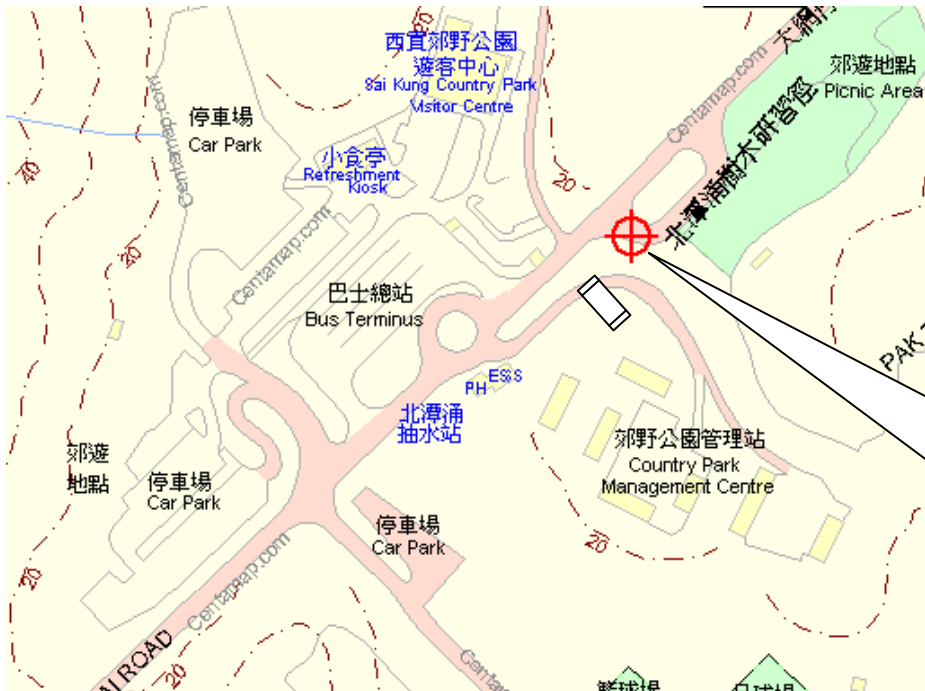 西貢郊野公園
遊客中心
Sai Kung Country Park
Visitor Centre
郊遊地點
Picnic Area
停車場
Car Park
Centamap.com
Centamap.com
小食亭
Refreshment
Kiosk
20
40
20
北潭涌樹木研習徑
Centamap.com
巴士總站
Bus Terminus
PAK
ESS
PH
北潭涌
抽水站
郊野公園管理站
Country Park
Management Centre
郊遊
地點
停車場
Car Park
停車場
Car Park
20
20
Centamap.com
ROAD
20